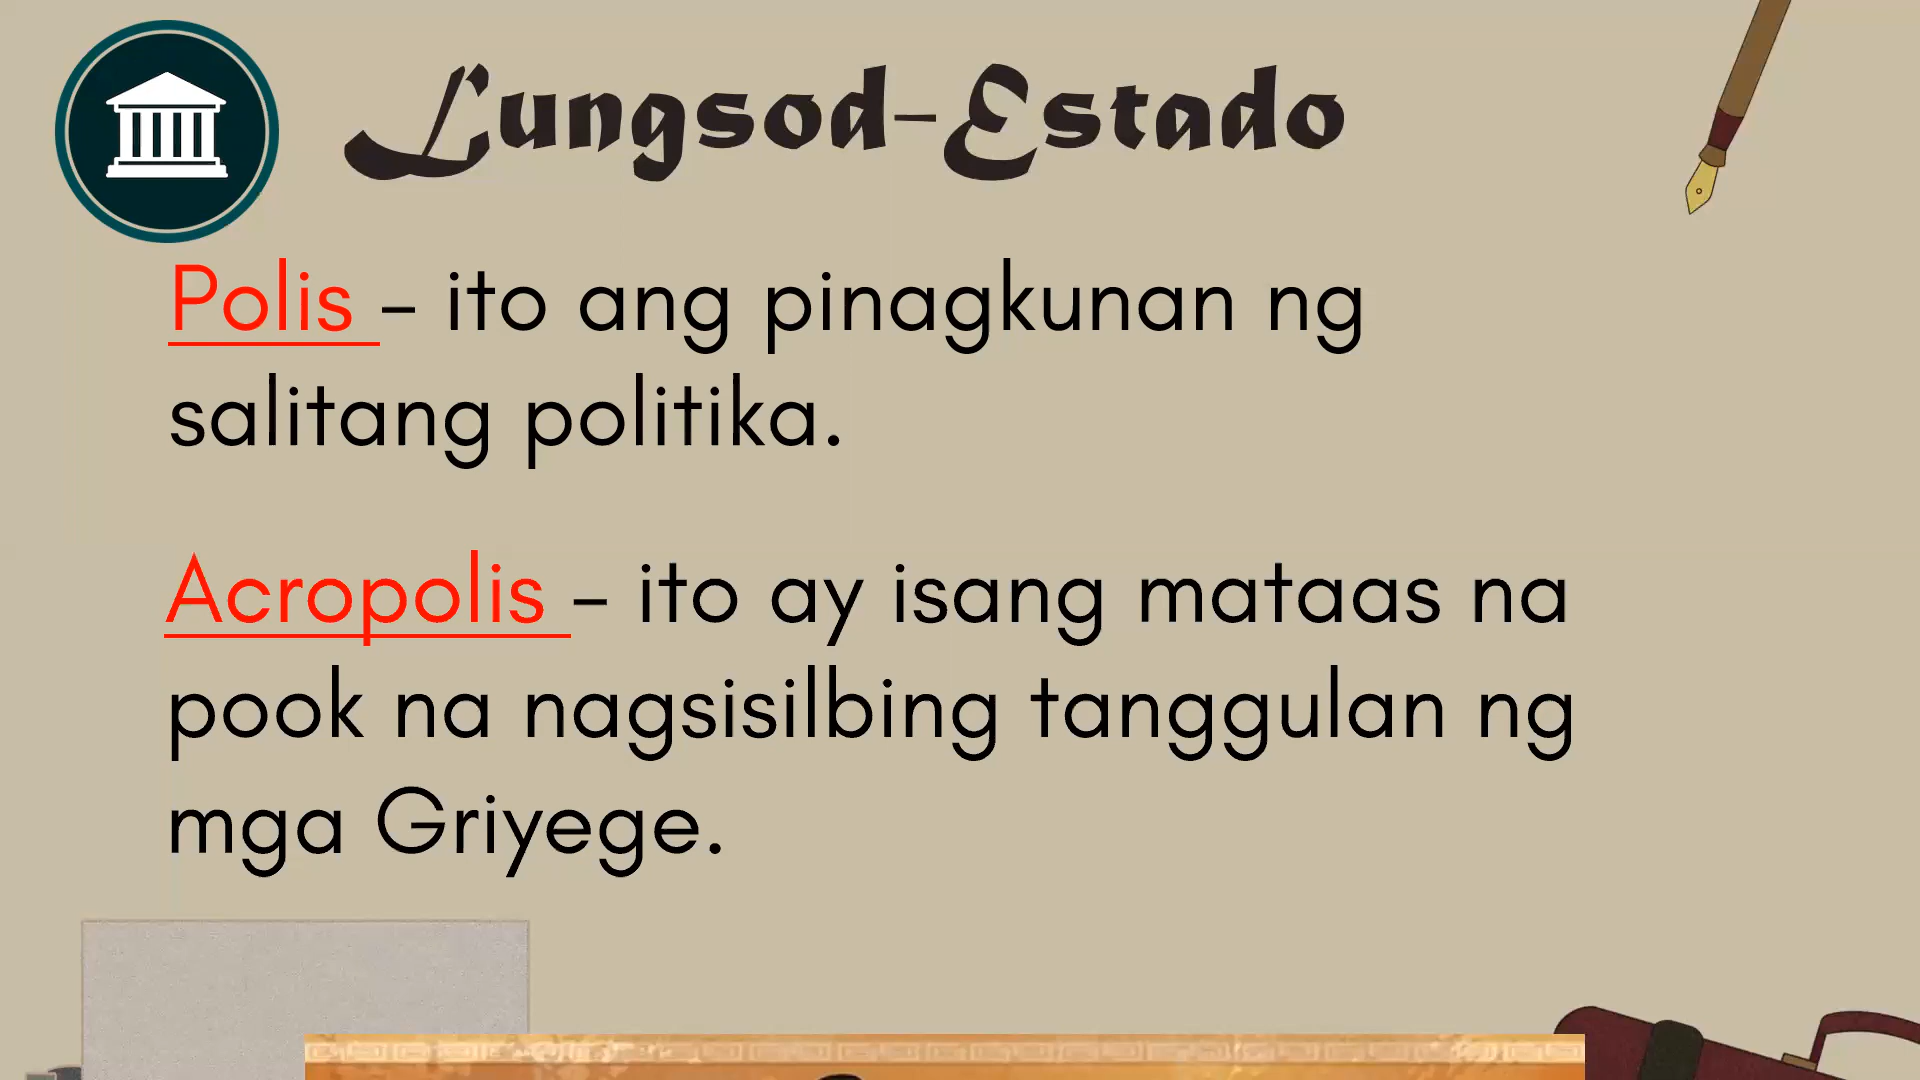 Lungsod-Estado
Polis - ito ang pinagkunan ng
salitang politika.
Acropolis - ito ay isang mataas na
pook na nagsisilbing tanggulan ng
mga Griyege.